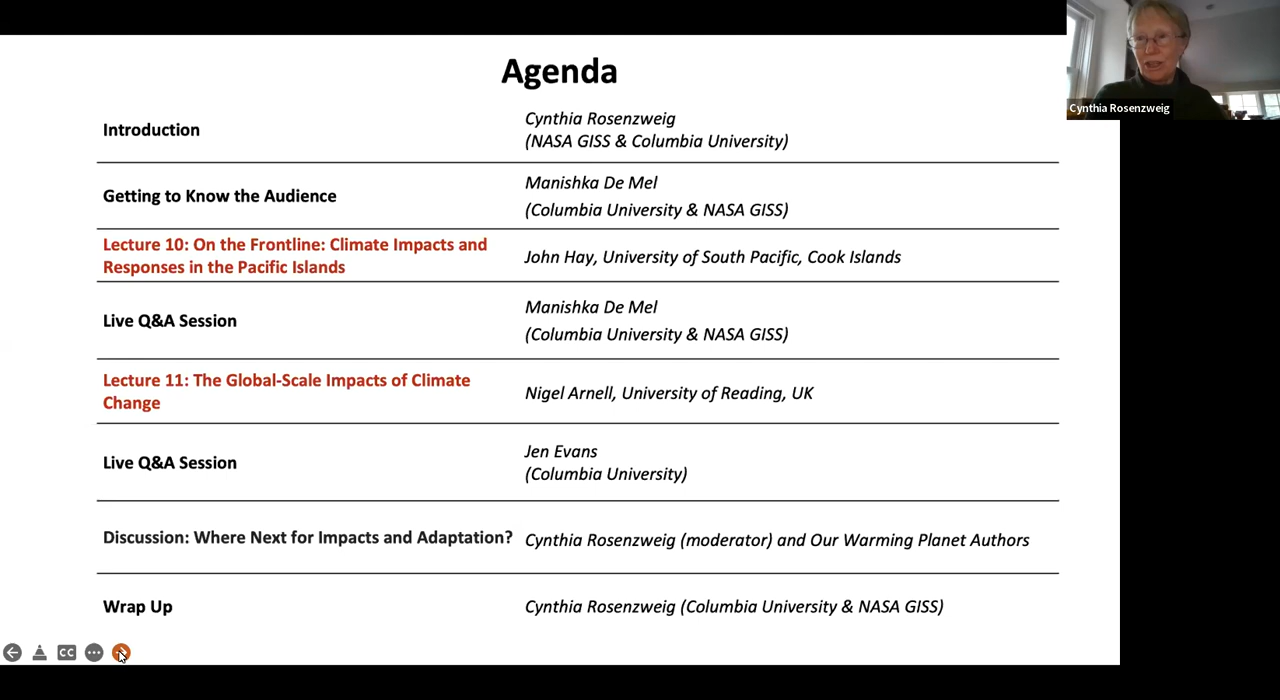 Agenda
Cynthia Rosenzweig
Introduction
Cynthia Rosenzweig
(NASA GISS & Columbia University)
Getting to Know the Audience
Manishka De Mel
(Columbia University & NASA GISS)
Lecture 10: On the Frontline: Climate Impacts and
Responses in the Pacific Islands
John Hay, University of South Pacific, Cook Islands
Live Q&A Session
Manishka De Mel
(Columbia University & NASA GISS)
Lecture 11: The Global-Scale Impacts of Climate
Change
Nigel Arnell, University of Reading, UK
Live Q&A Session
Jen Evans
(Columbia University)
Discussion: Where Next for Impacts and Adaptation?
Cynthia Rosenzweig (moderator) and Our Warming Planet Authors
Wrap Up
Cynthia Rosenzweig (Columbia University & NASA GISS)
CC